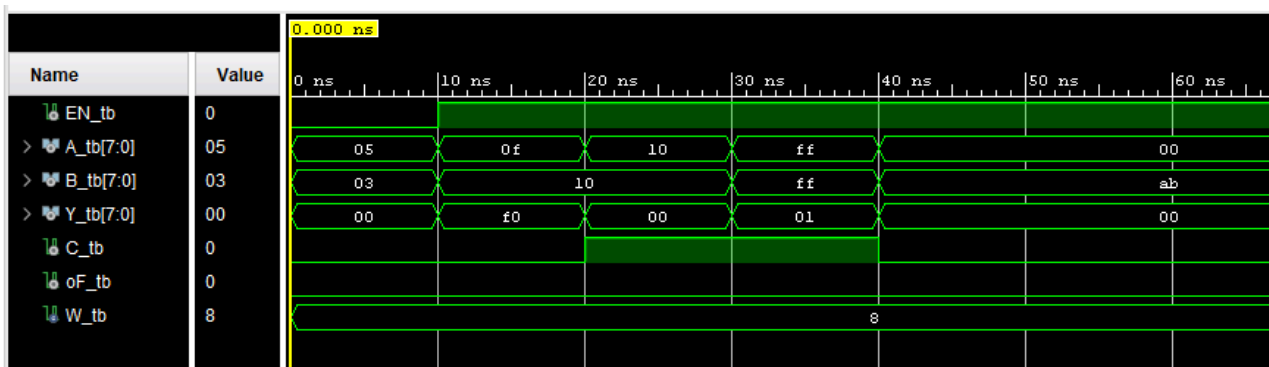 0.000 ns
Name Value
0 ns 10 ns 20 ns 30 ns 40 ns 50 ns 60 ns
EN_tb 0
A_tb[7:0] 05 05 0f 10 ff 00
B_tb[7:0] 03 03 10 ff ab
Y_tb[7:0] 00 00 f0 00 01 00
C_tb 0
oF_tb 0
W_tb 8 8